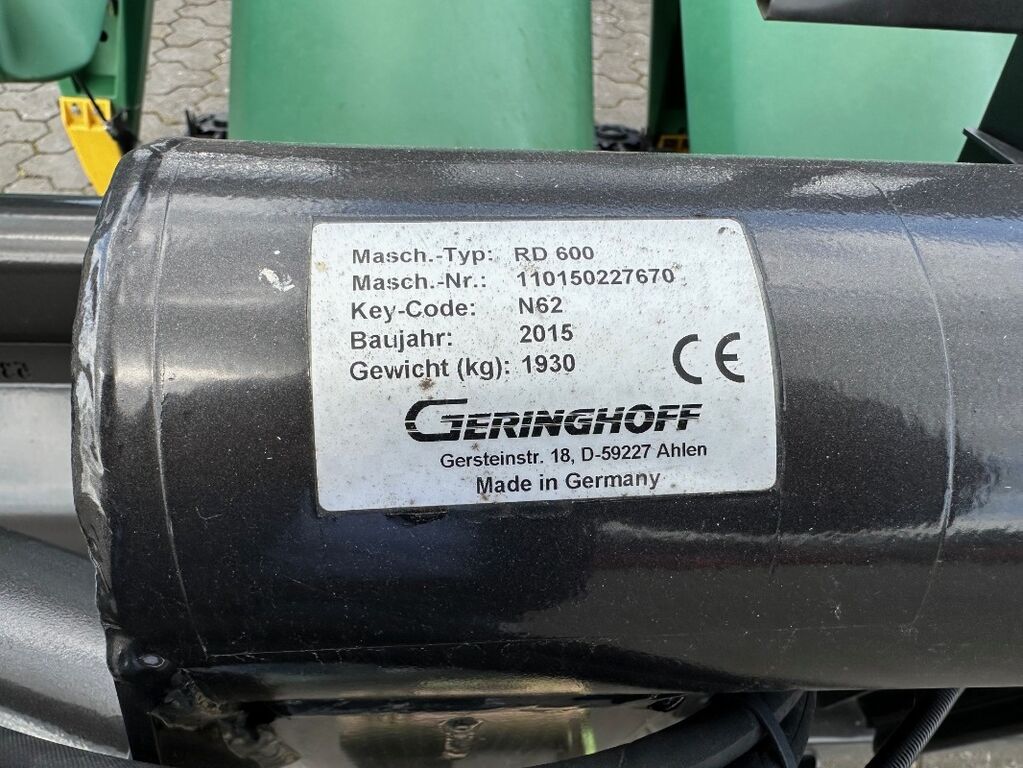 Masch.-Typ: RD 600
Masch.-Nr.: 110150227670
Key-Code: N62
Baujahr: 2015
Gewicht (kg): 1930
CE
GERINGHOFF
Gersteinstr. 18, D-59227 Ahlen
Made in Germany